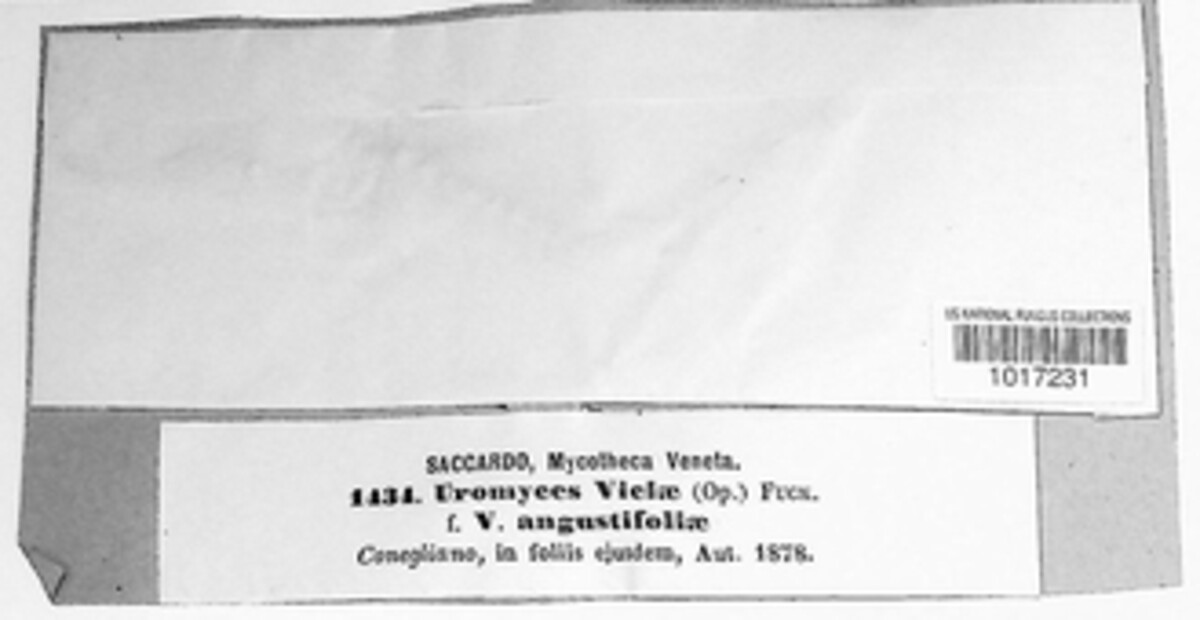 US NATIONAL FUNGUS COLLECTIONS
1017231
SACCARDO, Mycotheca Veneta.
1434. Uromyces Viciæ (Op.) Fuck.
f. V. angustifoliæ
Conegliano, in foliis ejusdem, Aut. 1878.